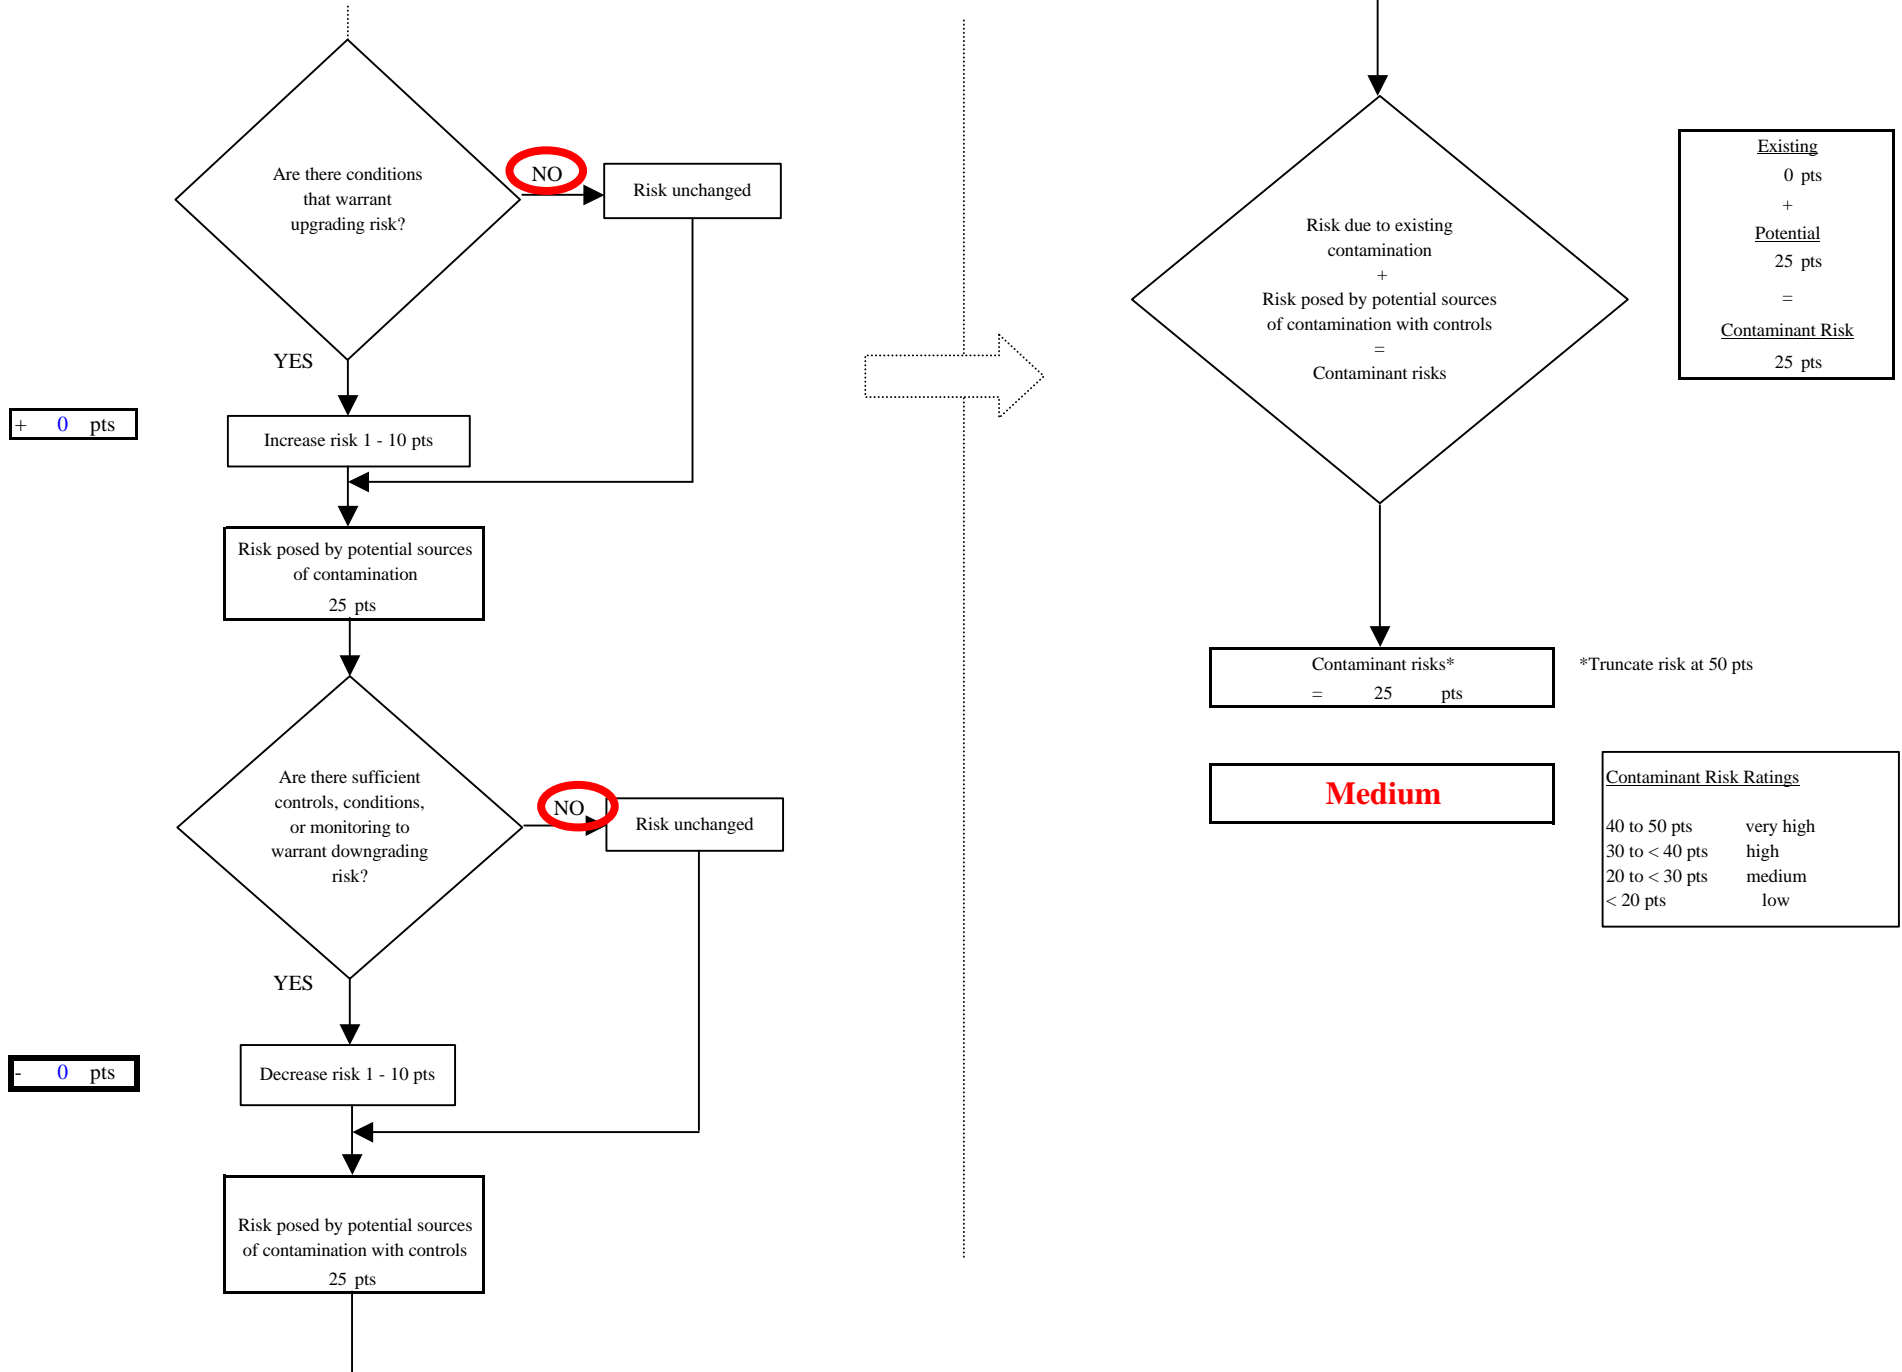 Are there conditions
that warrant
upgrading risk?
NO
Risk unchanged
YES
+ 0 pts
Increase risk 1 - 10 pts
Risk posed by potential sources
of contamination
25 pts
Are there sufficient
controls, conditions,
or monitoring to
warrant downgrading
risk?
NO
Risk unchanged
YES
- 0 pts
Decrease risk 1 - 10 pts
Risk posed by potential sources
of contamination with controls
25 pts
Risk due to existing
contamination
+
Risk posed by potential sources
of contamination with controls
=
Contaminant risks
Existing
0 pts
+
Potential
25 pts
=
Contaminant Risk
25 pts
Contaminant risks*
= 25 pts
*Truncate risk at 50 pts
Medium
Contaminant Risk Ratings
40 to 50 pts very high
30 to < 40 pts high
20 to < 30 pts medium
< 20 pts low